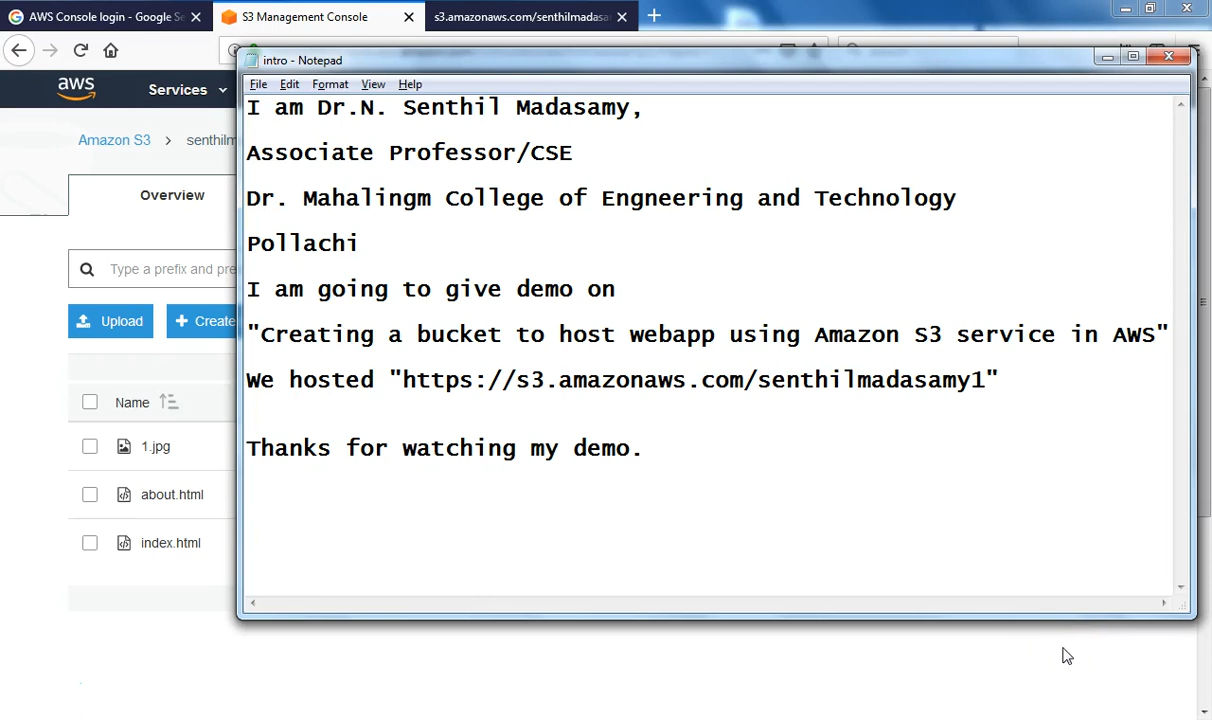 AWS Console login - Google Se
S3 Management Console
s3.amazonaws.com/senthilmadasa
intro - Notepad
File Edit Format View Help
aws
Services
Amazon S3 > senthilm
Overview
Type a prefix and pre
Upload
Create
Name
1.jpg
about.html
index.html
I am Dr.N. Senthil Madasamy,
Associate Professor/CSE
Dr. Mahalingm College of Engneering and Technology
Pollachi
I am going to give demo on
"Creating a bucket to host webapp using Amazon S3 service in AWS"
We hosted "https://s3.amazonaws.com/senthilmadasamy1"
Thanks for watching my demo.